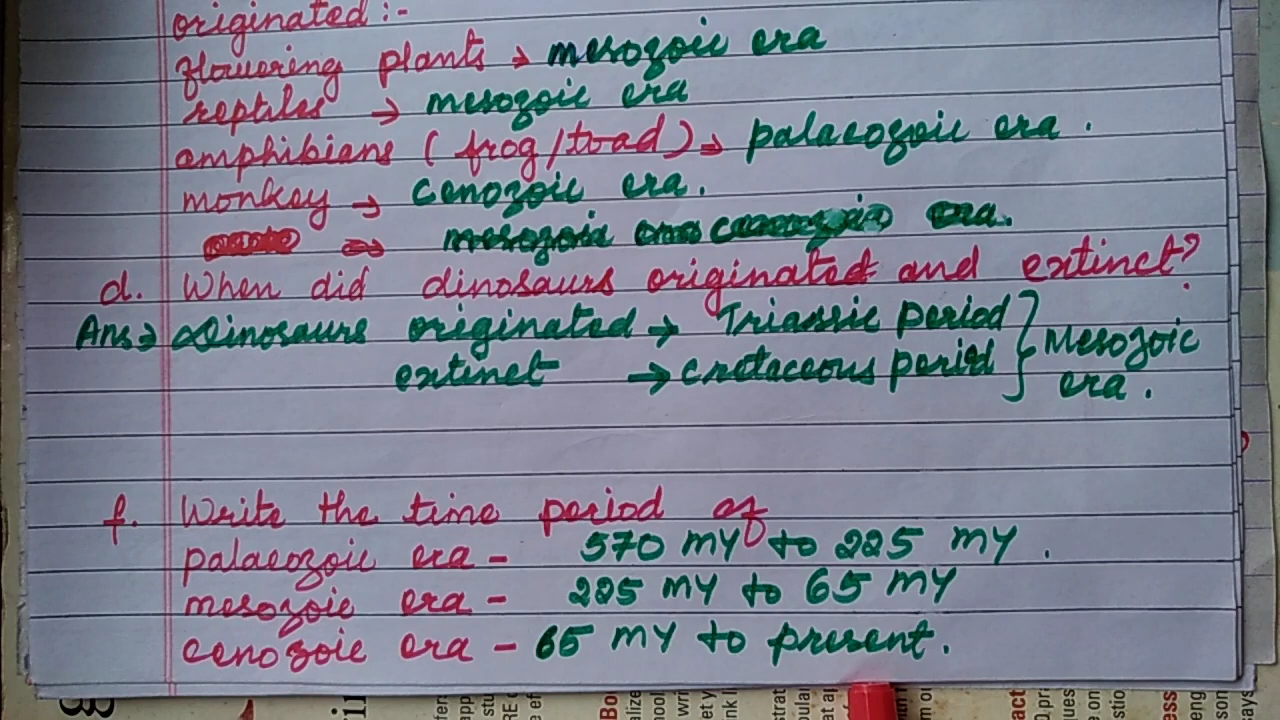 originated :-
flowering plants → mesozoic era
reptiles → mesozoic era
amphibians (frog/toad) → palaeozoic era.
monkey → Cenozoic era.
era.
d. When did dinosaurs originated and extinct?
Ans→ Dinosaurs originated → Triassic period } Mesozoic
extinct → cretaceous period } era.
f. Write the time period of
palaeozoic era - 570 MY to 225 MY.
mesozoic era - 225 MY to 65 MY
cenozoic era - 65 MY to present.